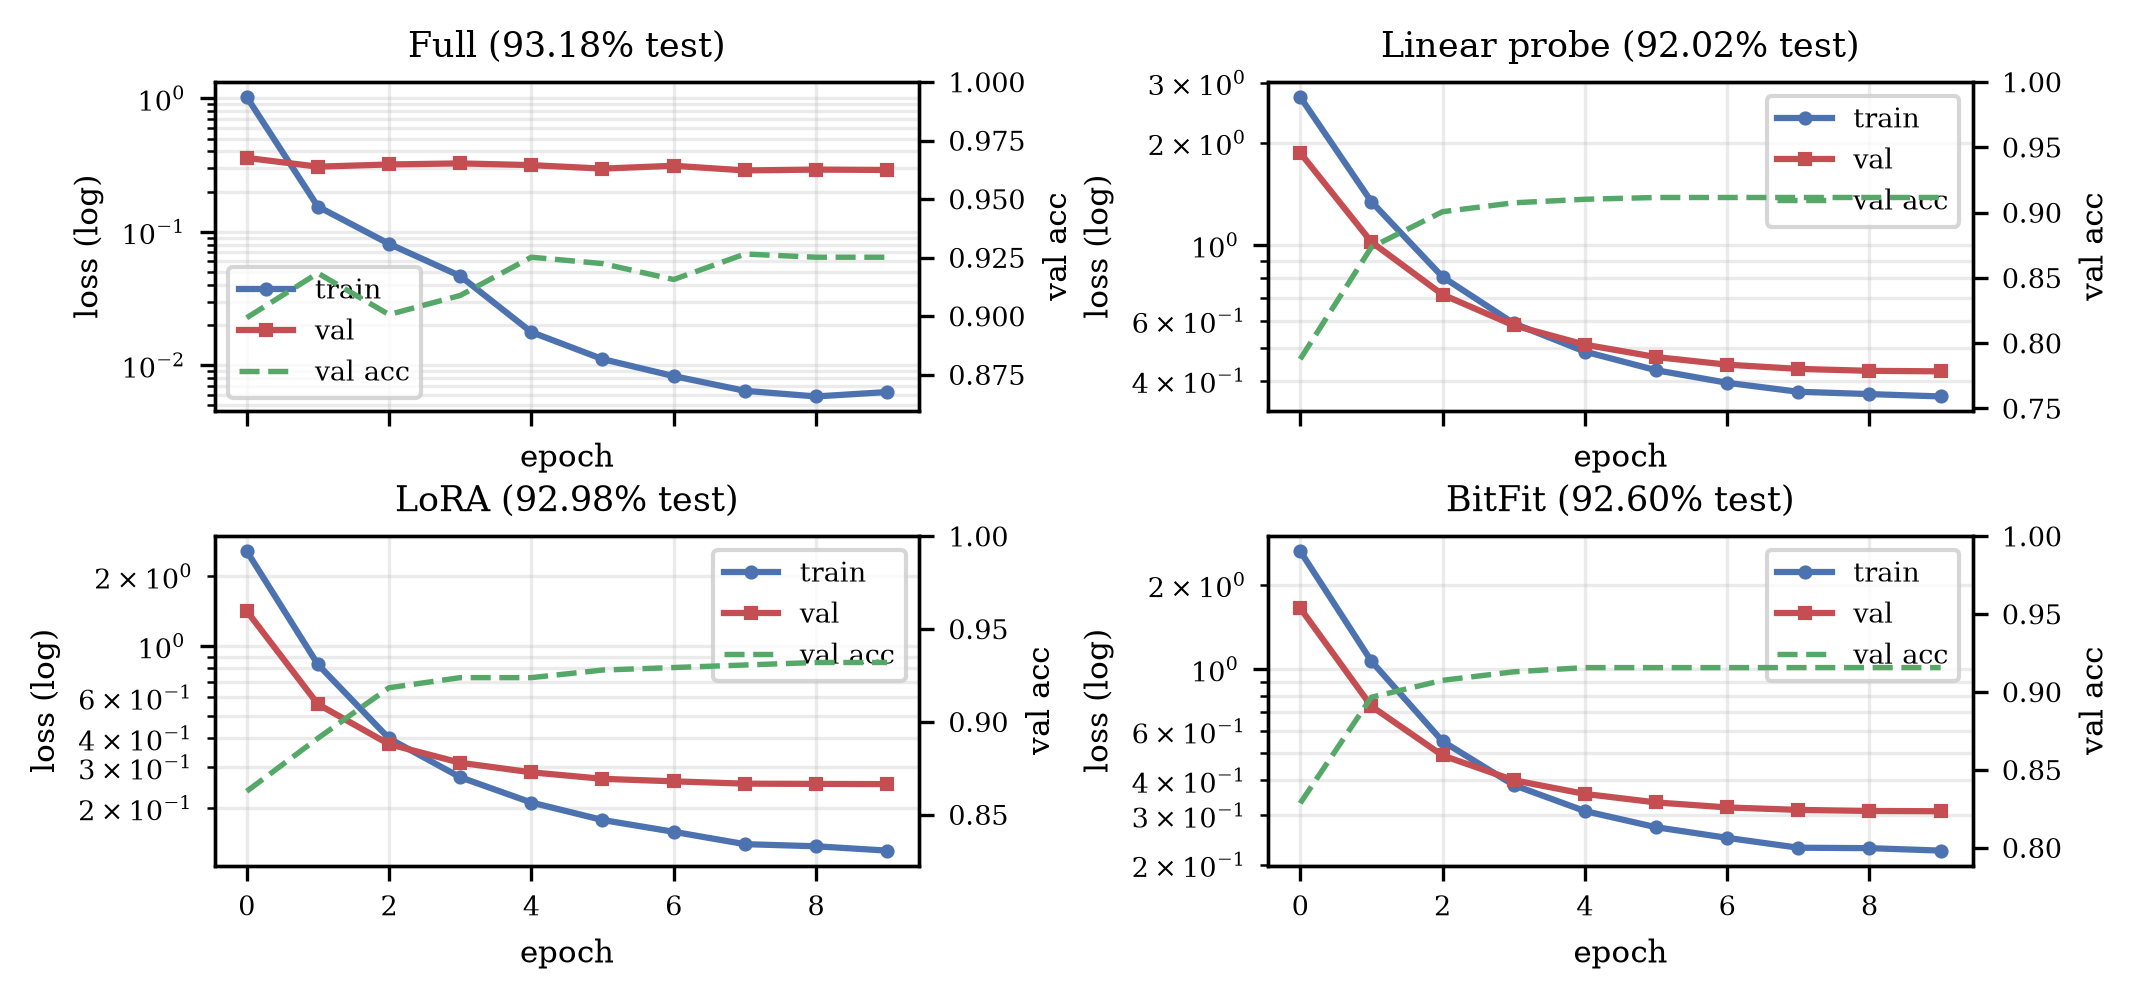 Full (93.18% test)
loss (log)
10⁰
10⁻¹
10⁻²
1.000
0.975
0.950
0.925
0.900
0.875
val acc
train
val
val acc
epoch
Linear probe (92.02% test)
loss (log)
3 × 10⁰
2 × 10⁰
10⁰
6 × 10⁻¹
4 × 10⁻¹
1.00
0.95
0.90
0.85
0.80
0.75
val acc
train
val
val acc
epoch
LoRA (92.98% test)
loss (log)
2 × 10⁰
10⁰
6 × 10⁻¹
4 × 10⁻¹
3 × 10⁻¹
2 × 10⁻¹
1.00
0.95
0.90
0.85
val acc
train
val
val acc
0 2 4 6 8
epoch
BitFit (92.60% test)
loss (log)
2 × 10⁰
10⁰
6 × 10⁻¹
4 × 10⁻¹
3 × 10⁻¹
2 × 10⁻¹
1.00
0.95
0.90
0.85
0.80
val acc
train
val
val acc
0 2 4 6 8
epoch